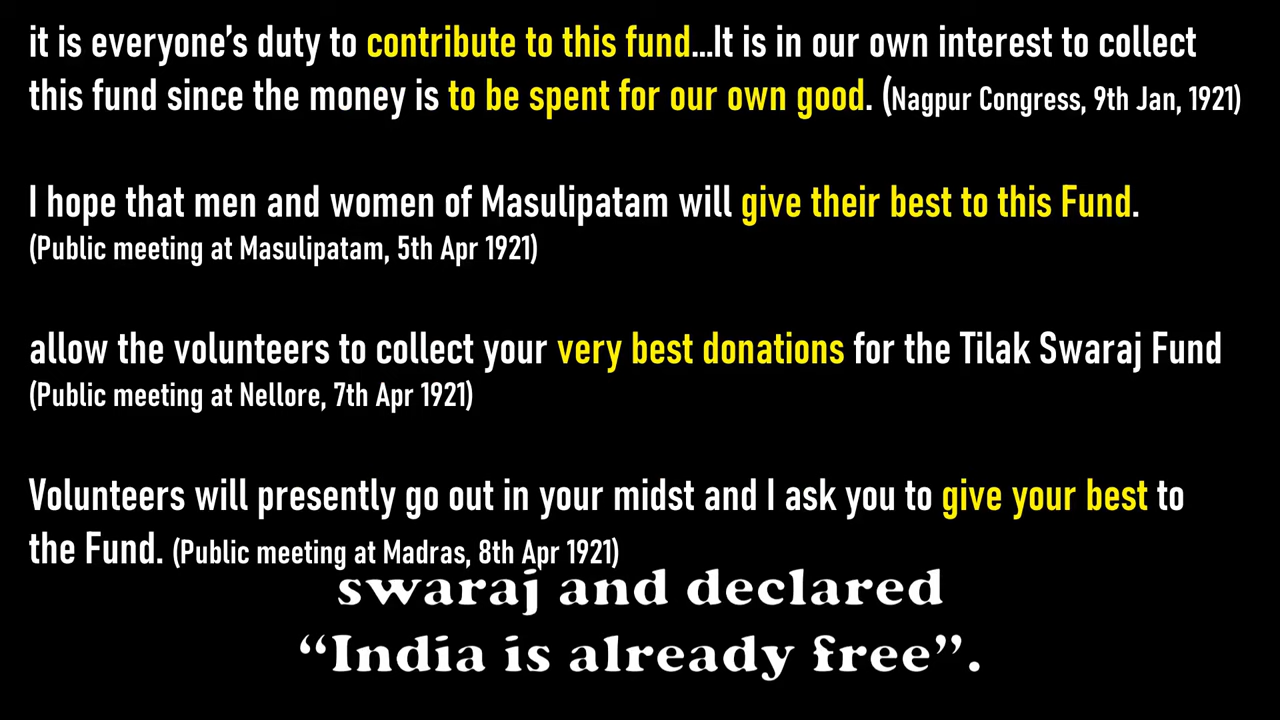 it is everyone's duty to contribute to this fund...It is in our own interest to collect
this fund since the money is to be spent for our own good. (Nagpur Congress, 9th Jan, 1921)
I hope that men and women of Masulipatam will give their best to this Fund.
(Public meeting at Masulipatam, 5th Apr 1921)
allow the volunteers to collect your very best donations for the Tilak Swaraj Fund
(Public meeting at Nellore, 7th Apr 1921)
Volunteers will presently go out in your midst and I ask you to give your best to
the Fund. (Public meeting at Madras, 8th Apr 1921)
swaraj and declared
“India is already free”.